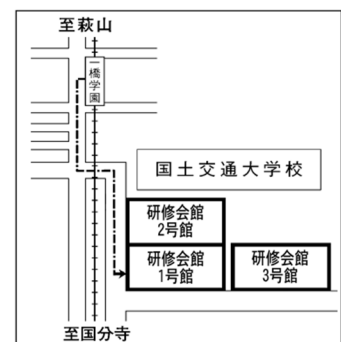 至萩山
一橋学園
国土交通大学校
研修会館
2号館
研修会館
1号館
研修会館
3号館
至国分寺